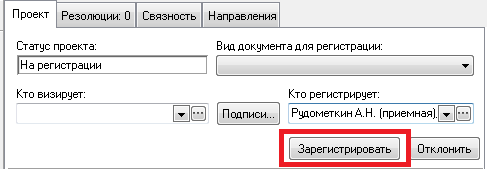 Проект Резолюции: 0 Связность Направления
Статус проекта: Вид документа для регистрации:
На регистрации
Кто визирует: Кто регистрирует:
Подписи... Рудометкин А.Н. (приемная)
Зарегистрировать Отклонить